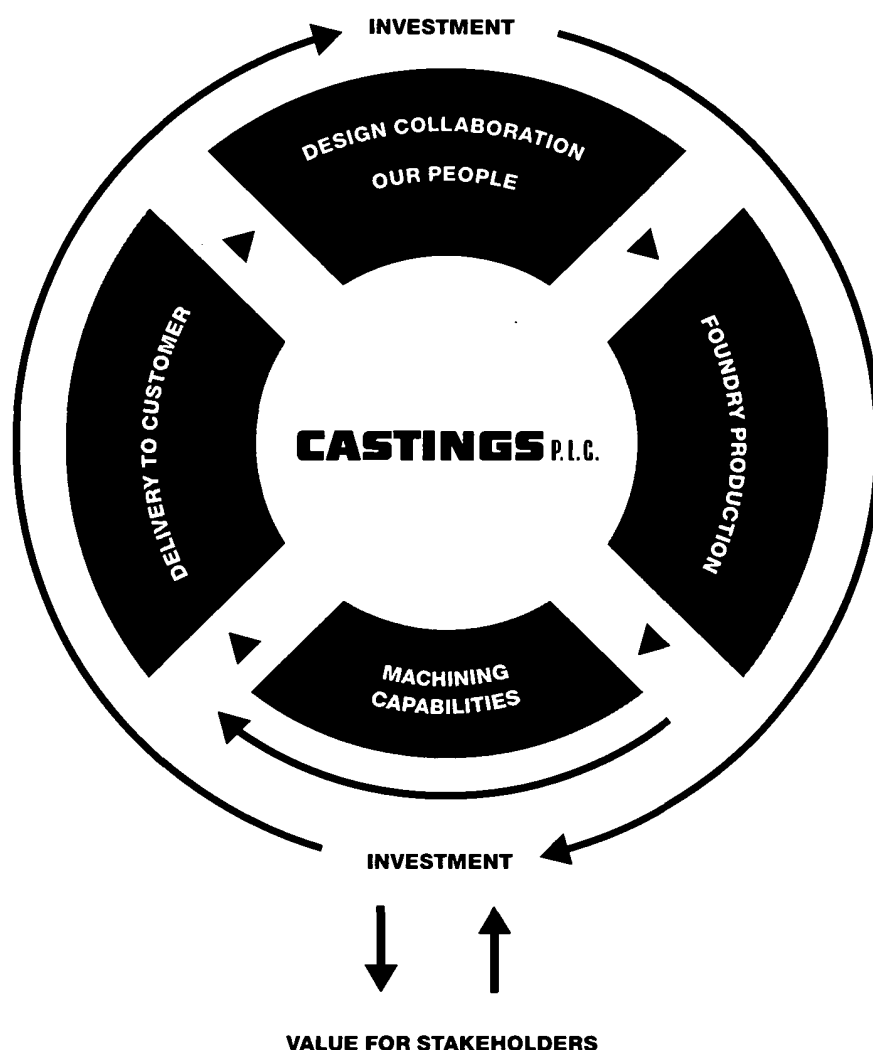 INVESTMENT
DESIGN COLLABORATION
OUR PEOPLE
FOUNDRY PRODUCTION
DELIVERY TO CUSTOMER
CASTINGS P.L.C.
MACHINING
CAPABILITIES
INVESTMENT
VALUE FOR STAKEHOLDERS